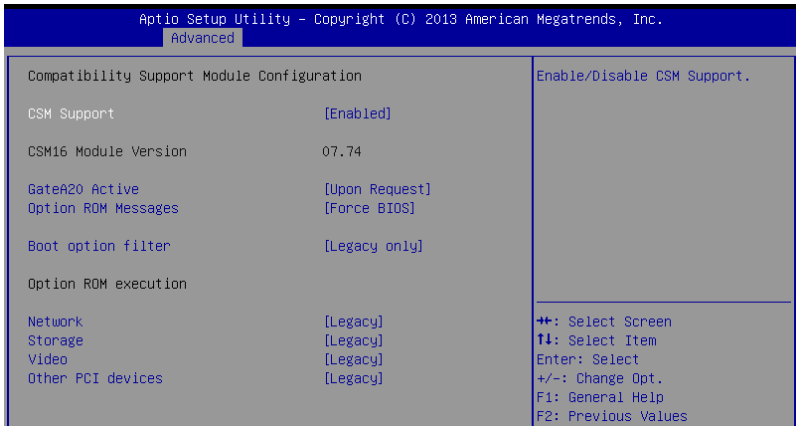 Aptio Setup Utility – Copyright (C) 2013 American Megatrends, Inc.
Advanced
Compatibility Support Module Configuration
CSM Support [Enabled]
CSM16 Module Version 07.74
GateA20 Active [Upon Request]
Option ROM Messages [Force BIOS]
Boot option filter [Legacy only]
Option ROM execution
Network [Legacy]
Storage [Legacy]
Video [Legacy]
Other PCI devices [Legacy]
Enable/Disable CSM Support.
→←: Select Screen
↑↓: Select Item
Enter: Select
+/-: Change Opt.
F1: General Help
F2: Previous Values